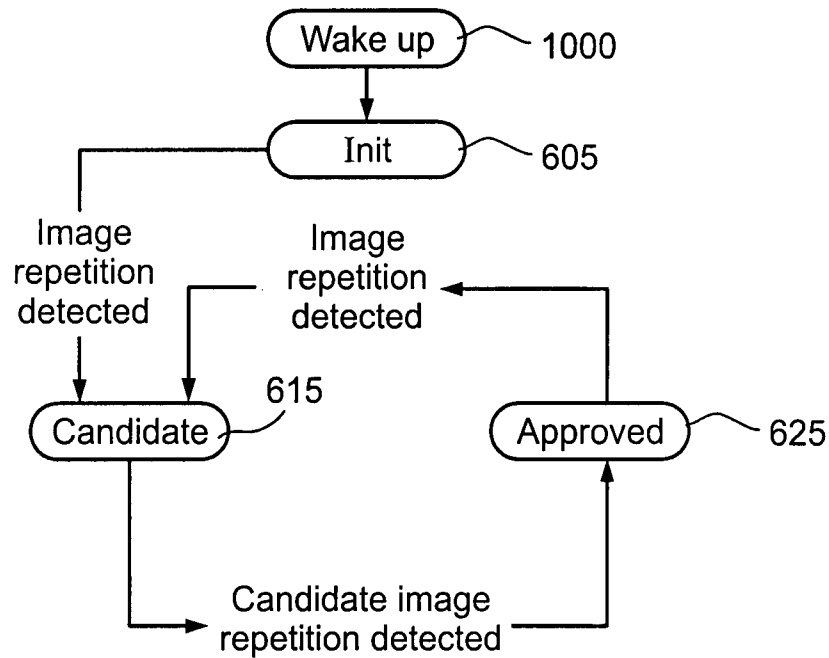 Wake up
1000
Init
605
Image
repetition
detected
Image
repetition
detected
Candidate
615
Approved
625
Candidate image
repetition detected